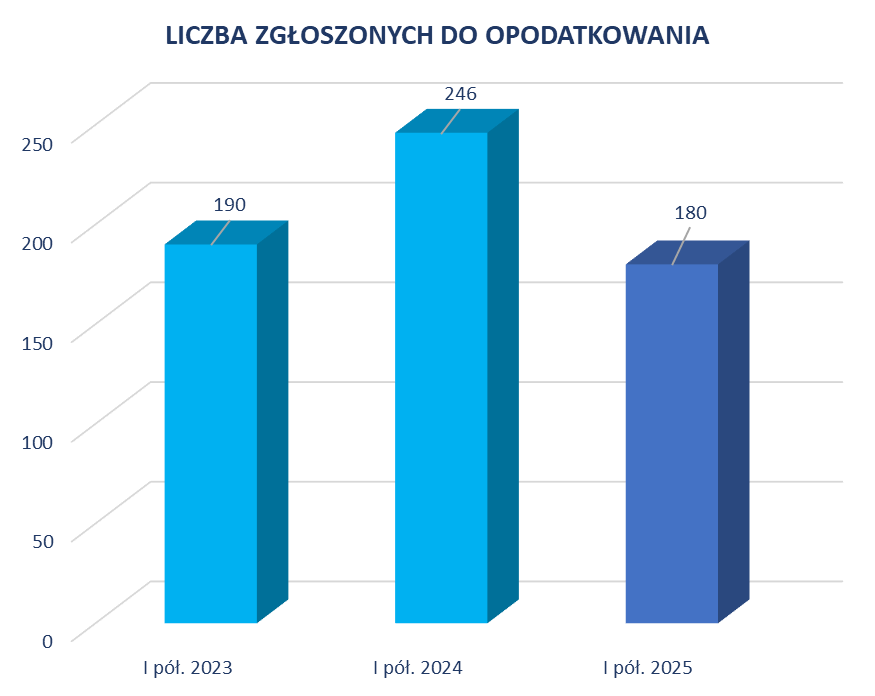 LICZBA ZGŁOSZONYCH DO OPODATKOWANIA
250
200
150
100
50
0
190
246
180
I pół. 2023
I pół. 2024
I pół. 2025